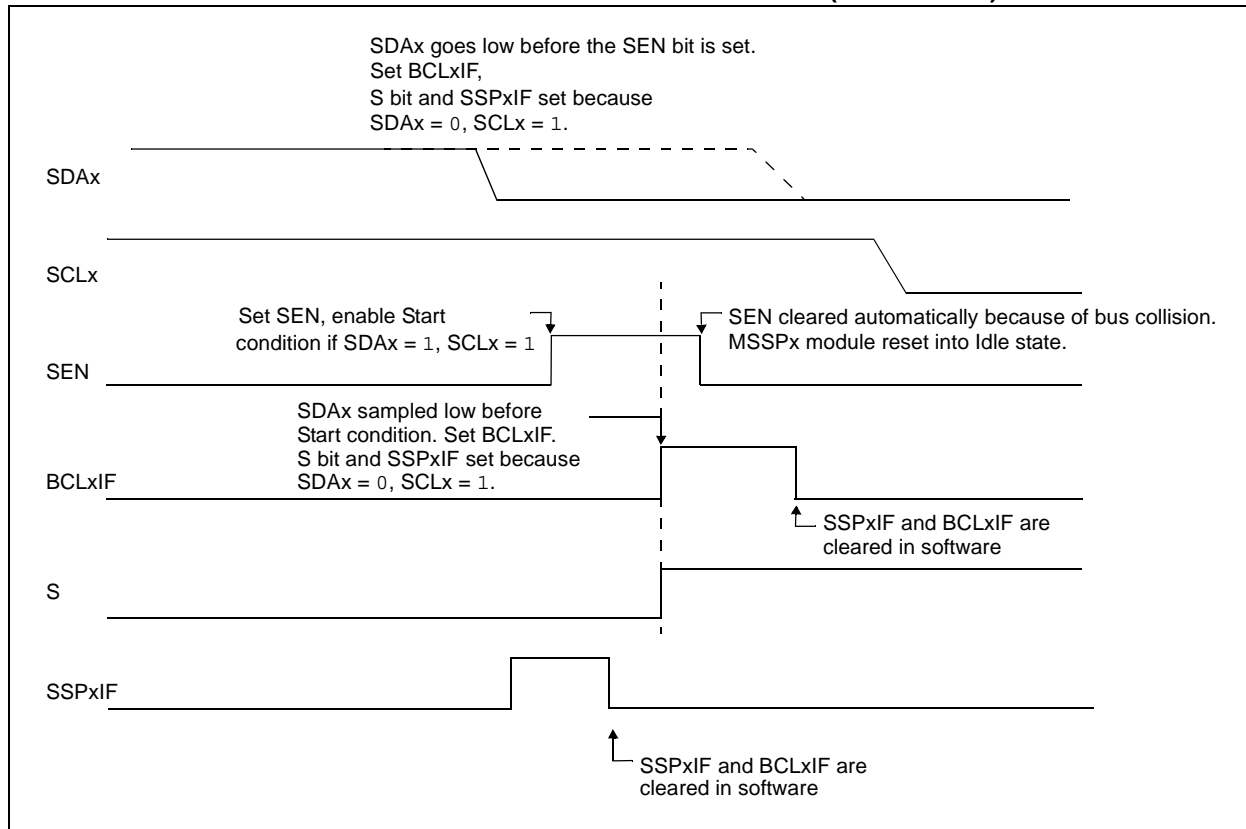 SDAx goes low before the SEN bit is set.
Set BCLxIF,
S bit and SSPxIF set because
SDAx = 0, SCLx = 1.
SDAx
SCLx
Set SEN, enable Start
condition if SDAx = 1, SCLx = 1
SEN cleared automatically because of bus collision.
MSSPx module reset into Idle state.
SEN
SDAx sampled low before
Start condition. Set BCLxIF.
S bit and SSPxIF set because
SDAx = 0, SCLx = 1.
BCLxIF
SSPxIF and BCLxIF are
cleared in software
S
SSPxIF
SSPxIF and BCLxIF are
cleared in software